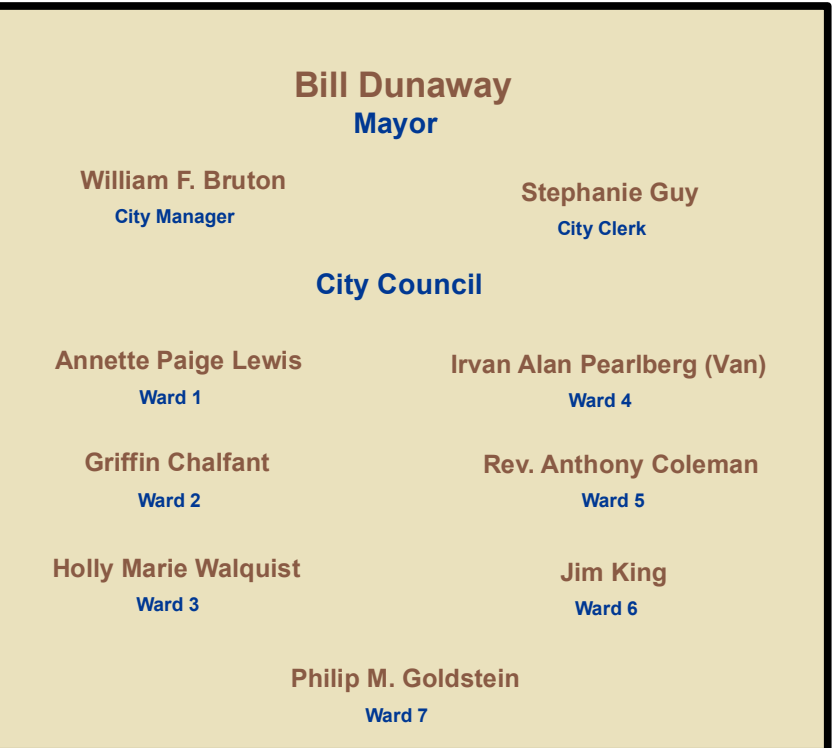 Bill Dunaway
Mayor
William F. Bruton
City Manager
Stephanie Guy
City Clerk
City Council
Annette Paige Lewis
Ward 1
Irvan Alan Pearlberg (Van)
Ward 4
Griffin Chalfant
Ward 2
Rev. Anthony Coleman
Ward 5
Holly Marie Walquist
Ward 3
Jim King
Ward 6
Philip M. Goldstein
Ward 7